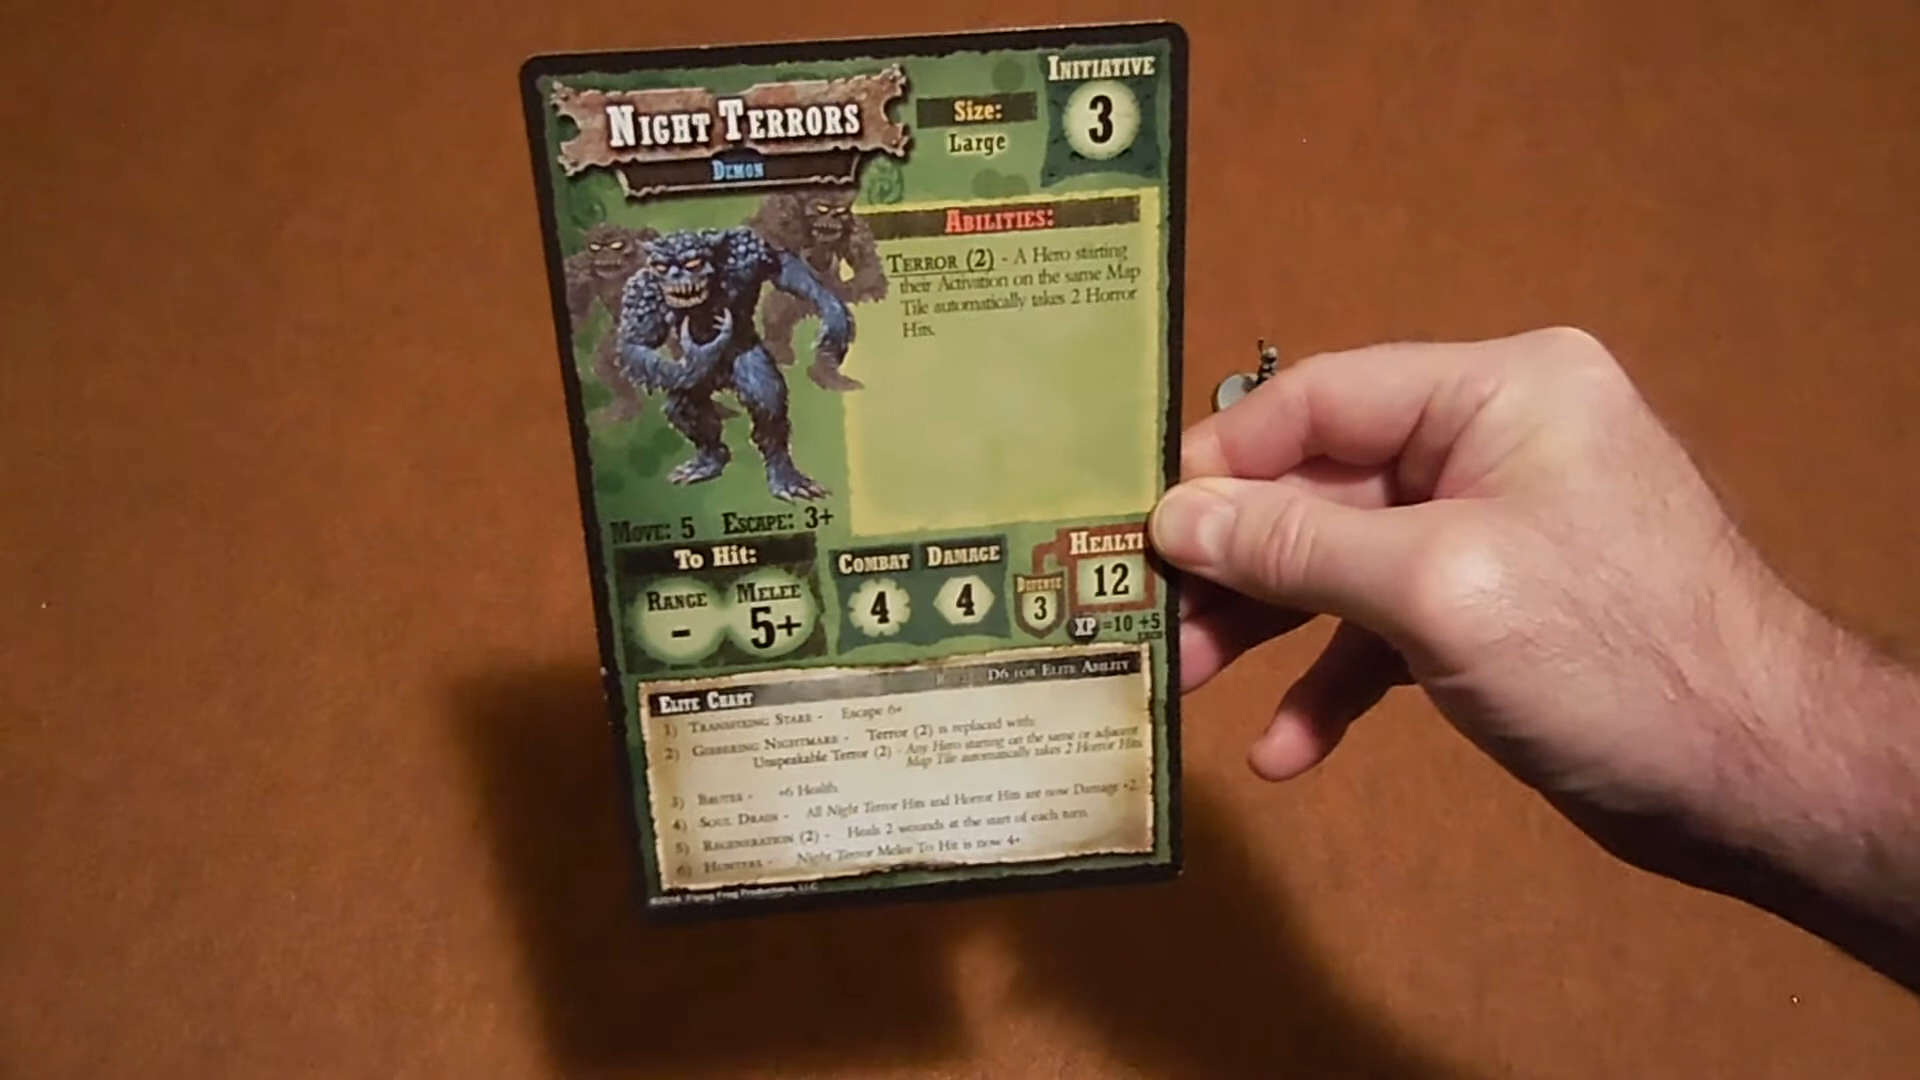 NIGHT TERRORS
DEMON
Size:
Large
INITIATIVE
3
ABILITIES:
TERROR (2) - A Hero starting
their Activation on the same Map
Tile automatically takes 2 Horror
Hits.
MOVE: 5 ESCAPE: 3+
TO HIT:
RANGE
-
MELEE
5+
COMBAT
4
DAMAGE
4
DEFENSE
3
HEALT
12
XP =10 +5
EACH
ELITE CHART
D6 FOR ELITE ABILITY
1) TRANSFIXING STARE - Escape 6+
2) GIBBERING NIGHTMARE - Terror (2) is replaced with:
Unspeakable Terror (2) - Any Hero starting on the same or adjacent
Map Tile automatically takes 2 Horror Hits
3) BRUTES - +6 Health.
4) SOUL DRAIN - All Night Terror Hits and Horror Hits are now Damage +2.
5) REGENERATION (2) - Heals 2 wounds at the start of each turn.
6) HUNTERS - Night Terror Melee To Hit is now 4+
Flying Frog Productions, LLC